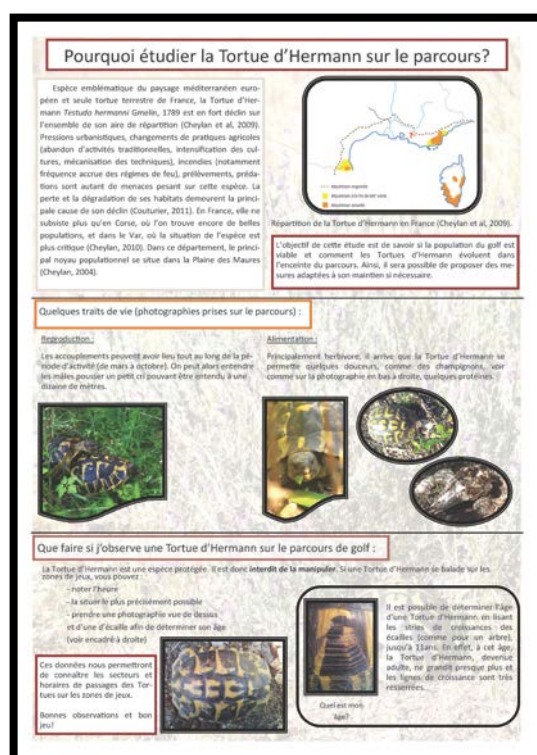 Pourquoi étudier la Tortue d'Hermann sur le parcours?
Espèce emblématique du paysage méditerranéen euro-
péen et seule tortue terrestre de France, la Tortue d'Her-
mann Testudo hermanni Gmelin, 1789 est en fort déclin sur
l'ensemble de son aire de répartition (Cheylan et al, 2009).
Pressions urbanistiques, changements de pratiques agricoles
(abandon d'activités traditionnelles, intensification des cul-
tures, mécanisation des techniques), incendies (notamment
fréquence accrue des régimes de feu), prélèvements, préda-
tions sont autant de menaces pesant sur cette espèce. La
perte et la dégradation de ses habitats demeurent la princi-
pale cause de son déclin (Couturier, 2011). En France, elle ne
subsiste plus qu'en Corse, où l'on trouve encore de belles
populations, et dans le Var, où la situation de l'espèce est
plus critique (Cheylan, 2010). Dans ce département, le princi-
pal noyau populationnel se situe dans la Plaine des Maures
(Cheylan, 2004).
Répartition de la Tortue d'Hermann en France (Cheylan et al, 2009).
L'objectif de cette étude est de savoir si la population du golf est
viable et comment les Tortues d'Hermann évoluent dans
l'enceinte du parcours. Ainsi, il sera possible de proposer des me-
sures adaptées à son maintien si nécessaire.
Quelques traits de vie (photographies prises sur le parcours) :
Reproduction :
Les accouplements peuvent avoir lieu tout au long de la pé-
riode d'activité (de mars à octobre). On peut alors entendre
les mâles pousser un petit cri pouvant être entendu à une
dizaine de mètres.
Alimentation :
Principalement herbivore, il arrive que la Tortue d'Hermann se
permette quelques douceurs, comme des champignons, voir
comme sur la photographie en bas à droite, quelques protéines.
Que faire si j'observe une Tortue d'Hermann sur le parcours de golf :
La Tortue d'Hermann est une espèce protégée. Il est donc interdit de la manipuler. Si une Tortue d'Hermann se balade sur les
zones de jeux, vous pouvez :
- noter l'heure
- la situer le plus précisément possible
- prendre une photographie vue de dessus
et d'une d'écaille afin de déterminer son âge
(voir encadré à droite)
Ces données nous permettront
de connaître les secteurs et
horaires de passages des Tor-
tues sur les zones de jeux.
Bonnes observations et bon
jeu!
Quel est mon
âge?
Il est possible de déterminer l'âge
d'une Tortue d'Hermann en lisant
les stries de croissances des
écailles (comme pour un arbre),
jusqu'à 11ans. En effet, à cet âge,
la Tortue d'Hermann, devenue
adulte, ne grandit presque plus et
les lignes de croissance sont très
resserrées.